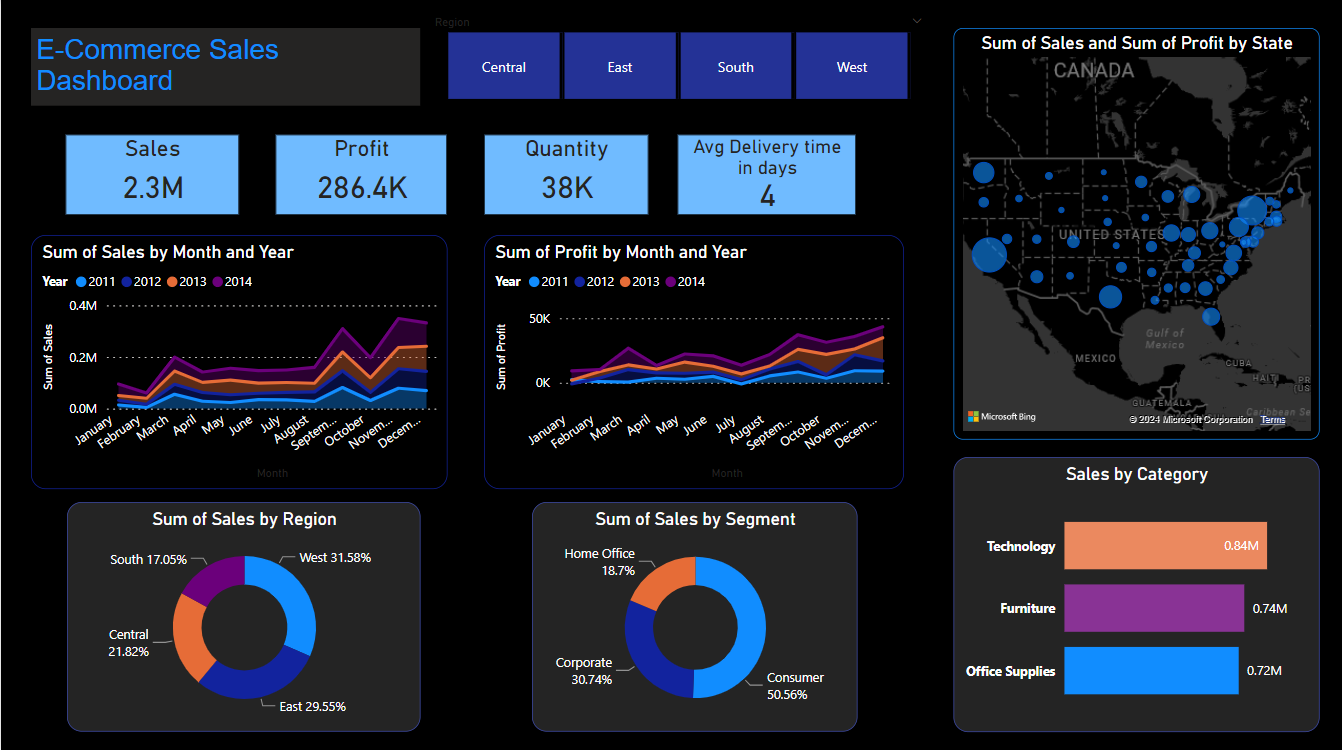 Region
E-Commerce Sales
Dashboard
Central
East
South
West
Sales
2.3M
Profit
286.4K
Quantity
38K
Avg Delivery time
in days
4
Sum of Sales and Sum of Profit by State
CANADA
UNITED STATES
MEXICO
Gulf of
Mexico
CUBA
HAITI
PR
(US
GUATEMALA
Caribbean Se
Microsoft Bing
© 2024 Microsoft Corporation Terms
Sum of Sales by Month and Year
Year 2011 2012 2013 2014
Sum of Sales
0.4M
0.2M
0.0M
January
February
March
April
May
June
July
August
Septem...
October
Novem...
Decem...
Month
Sum of Profit by Month and Year
Year 2011 2012 2013 2014
Sum of Profit
50K
0K
January
February
March
April
May
June
July
August
Septem...
October
Novem...
Decem...
Month
Sum of Sales by Region
South 17.05%
West 31.58%
Central
21.82%
East 29.55%
Sum of Sales by Segment
Home Office
18.7%
Corporate
30.74%
Consumer
50.56%
Sales by Category
Technology
0.84M
Furniture
0.74M
Office Supplies
0.72M